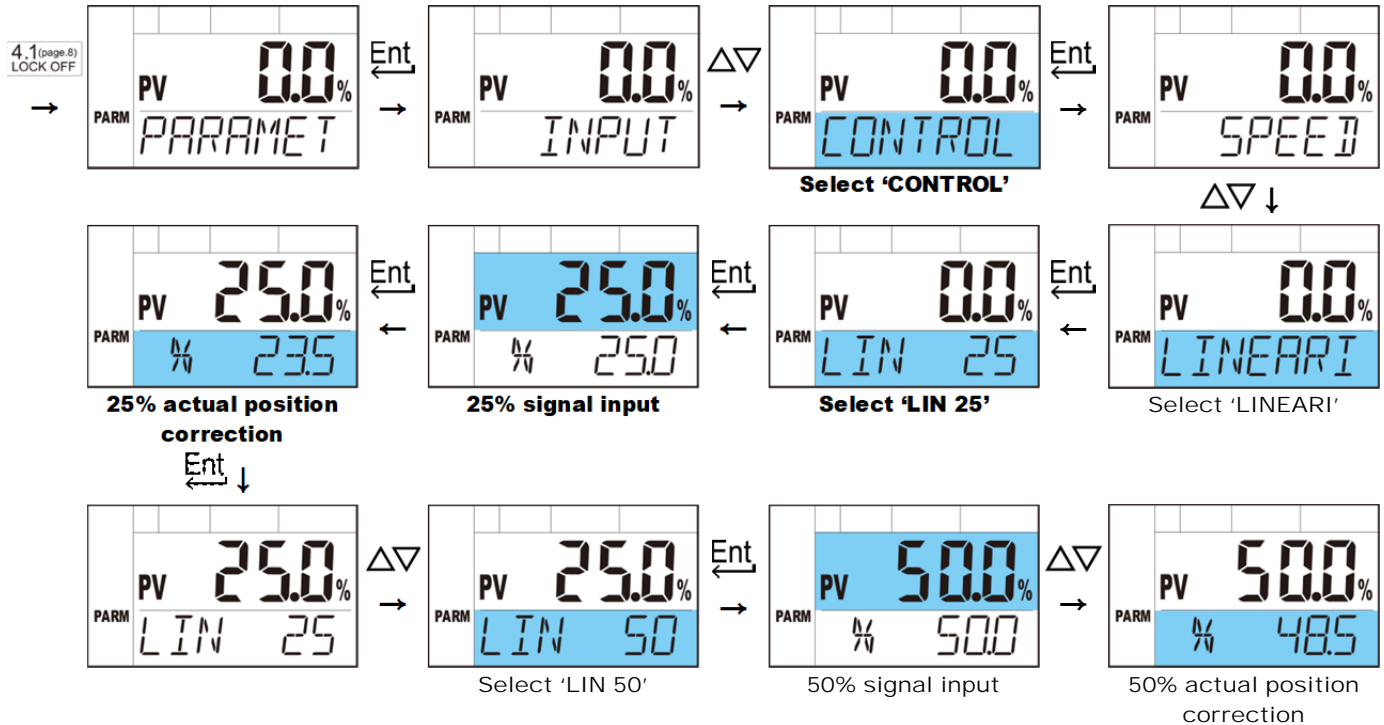 4.1(page.8)
LOCK OFF
→
PV 0.0%
PARM
PARAMET
Ent
→
PV 0.0%
PARM
INPUT
△▽
→
PV 0.0%
PARM
CONTROL
Select ‘CONTROL’
Ent
→
PV 0.0%
PARM
SPEED
△▽ ↓
PV 25.0%
PARM
% 23.5
25% actual position
correction
Ent
←
PV 25.0%
PARM
% 25.0
25% signal input
Ent
←
PV 0.0%
PARM
LIN 25
Select ‘LIN 25’
Ent
←
PV 0.0%
PARM
LINEARI
Select ‘LINEARI’
Ent ↓
PV 25.0%
PARM
LIN 25
△▽
→
PV 25.0%
PARM
LIN 50
Select ‘LIN 50’
Ent
→
PV 50.0%
PARM
% 50.0
50% signal input
△▽
→
PV 50.0%
PARM
% 48.5
50% actual position
correction